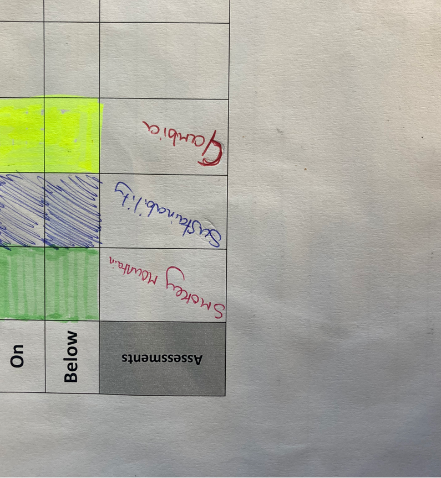 Assessments
Smokey Mountain
Sustainability
Gambia
Below
On